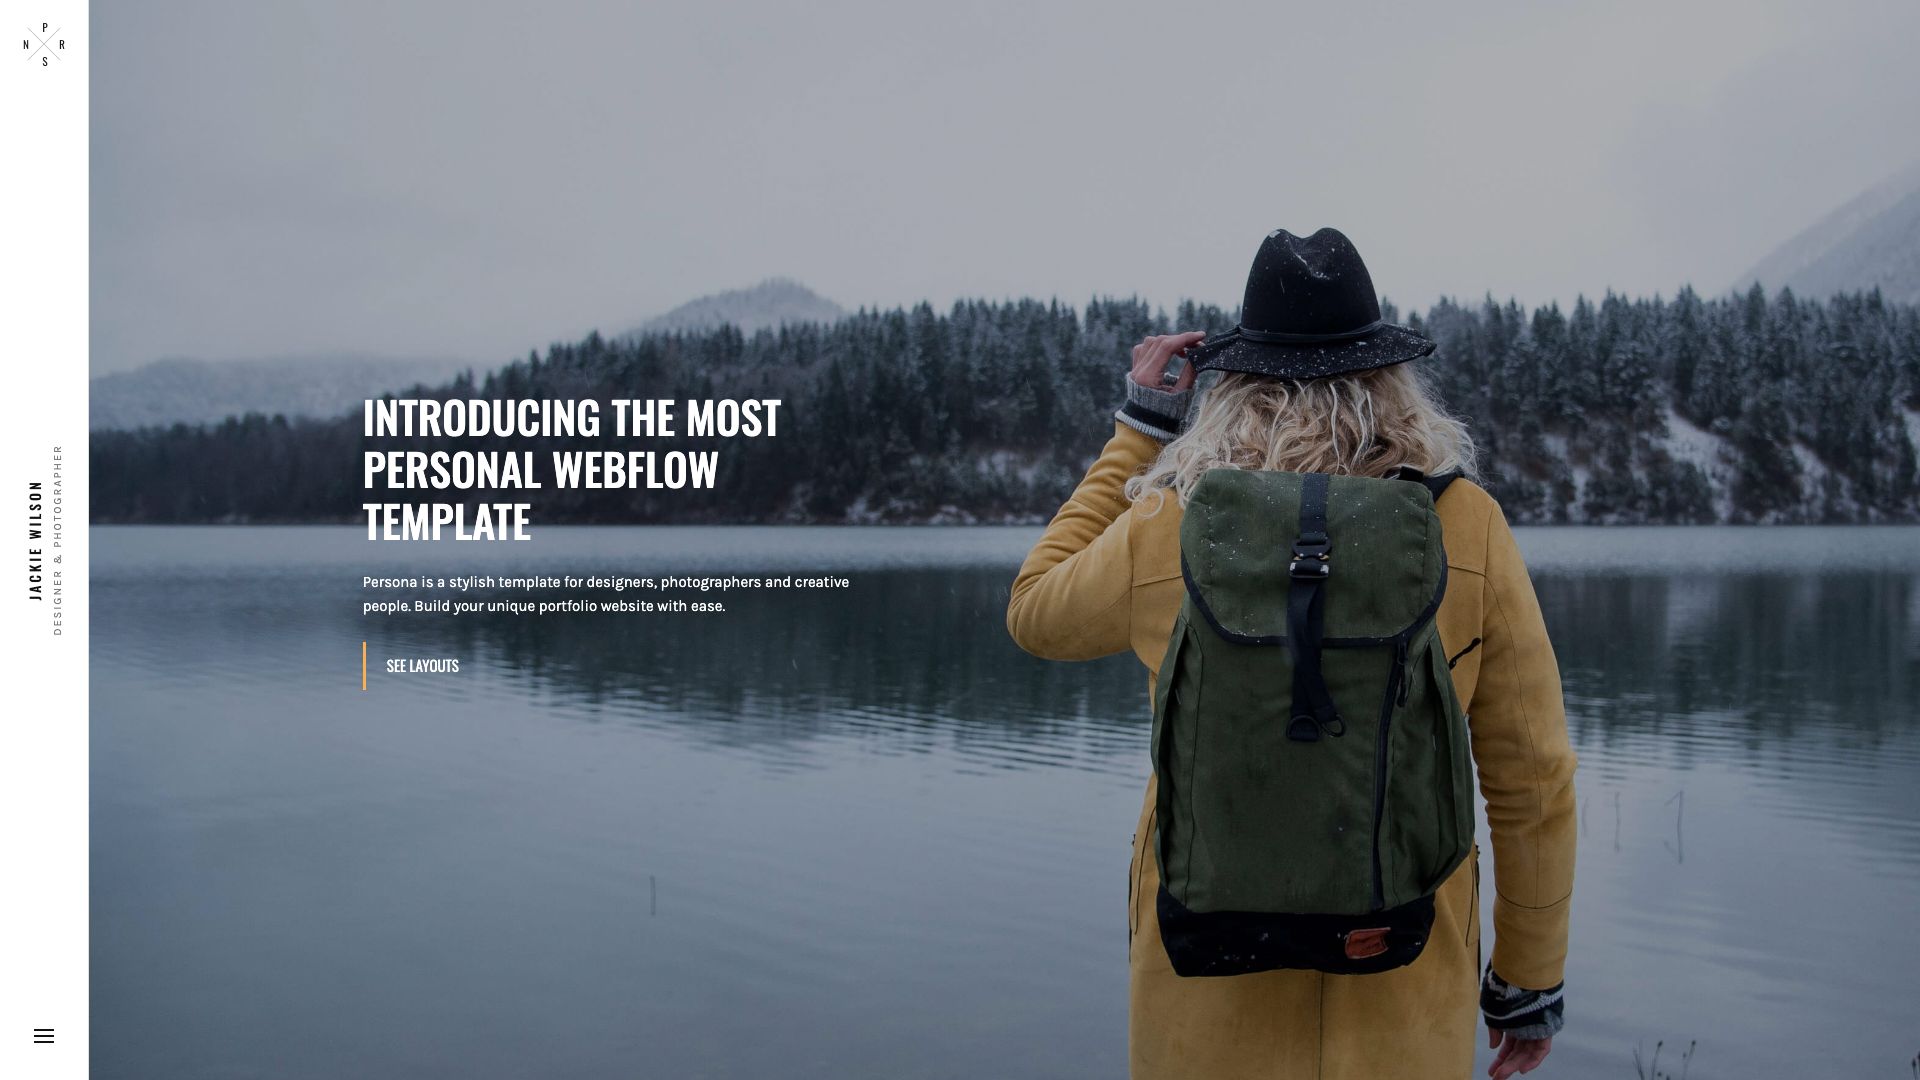 P
N R
S
JACKIE WILSON
DESIGNER & PHOTOGRAPHER
INTRODUCING THE MOST
PERSONAL WEBFLOW
TEMPLATE
Persona is a stylish template for designers, photographers and creative
people. Build your unique portfolio website with ease.
SEE LAYOUTS